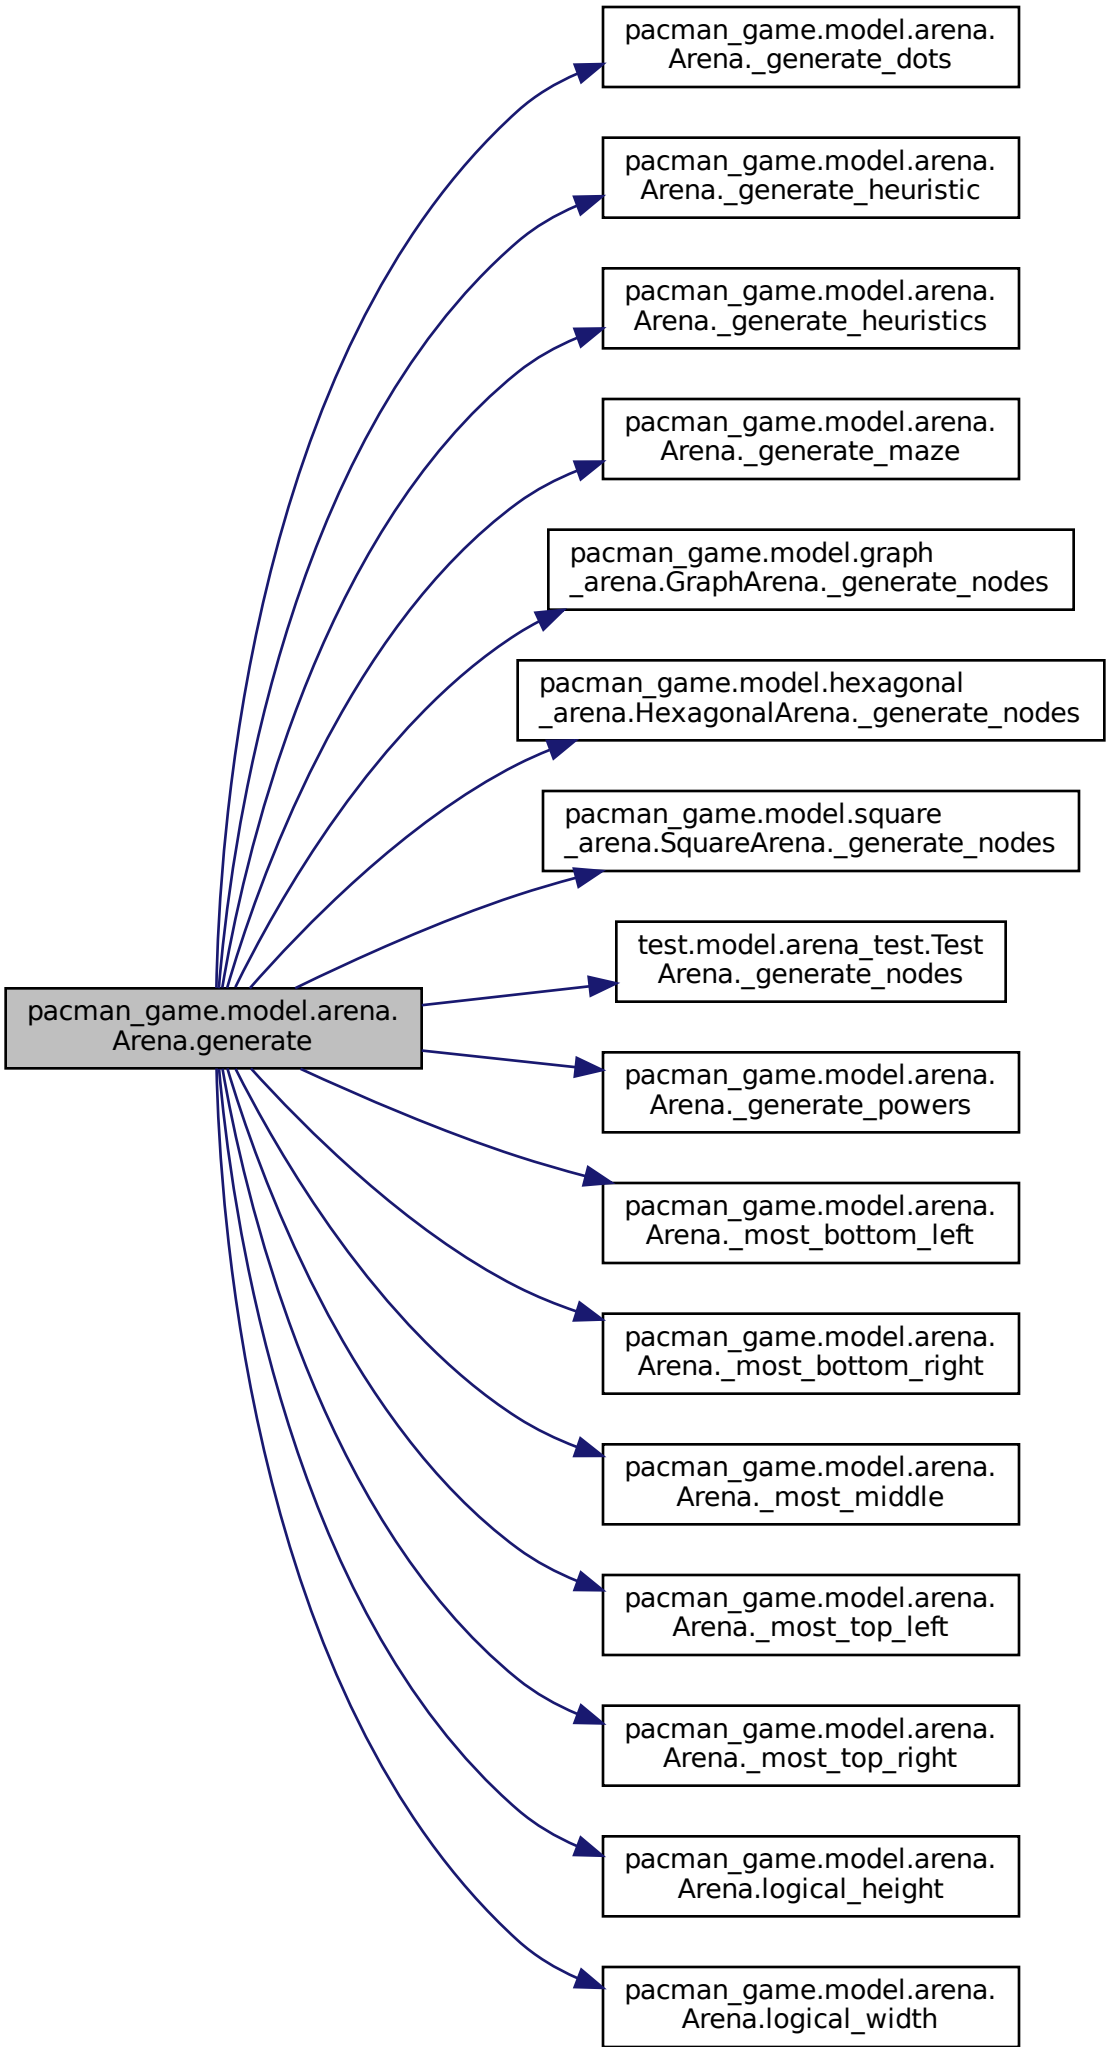 pacman_game.model.arena.
Arena._generate_dots
pacman_game.model.arena.
Arena._generate_heuristic
pacman_game.model.arena.
Arena._generate_heuristics
pacman_game.model.arena.
Arena._generate_maze
pacman_game.model.graph
_arena.GraphArena._generate_nodes
pacman_game.model.hexagonal
_arena.HexagonalArena._generate_nodes
pacman_game.model.square
_arena.SquareArena._generate_nodes
test.model.arena_test.Test
Arena._generate_nodes
pacman_game.model.arena.
Arena.generate
pacman_game.model.arena.
Arena._generate_powers
pacman_game.model.arena.
Arena._most_bottom_left
pacman_game.model.arena.
Arena._most_bottom_right
pacman_game.model.arena.
Arena._most_middle
pacman_game.model.arena.
Arena._most_top_left
pacman_game.model.arena.
Arena._most_top_right
pacman_game.model.arena.
Arena.logical_height
pacman_game.model.arena.
Arena.logical_width